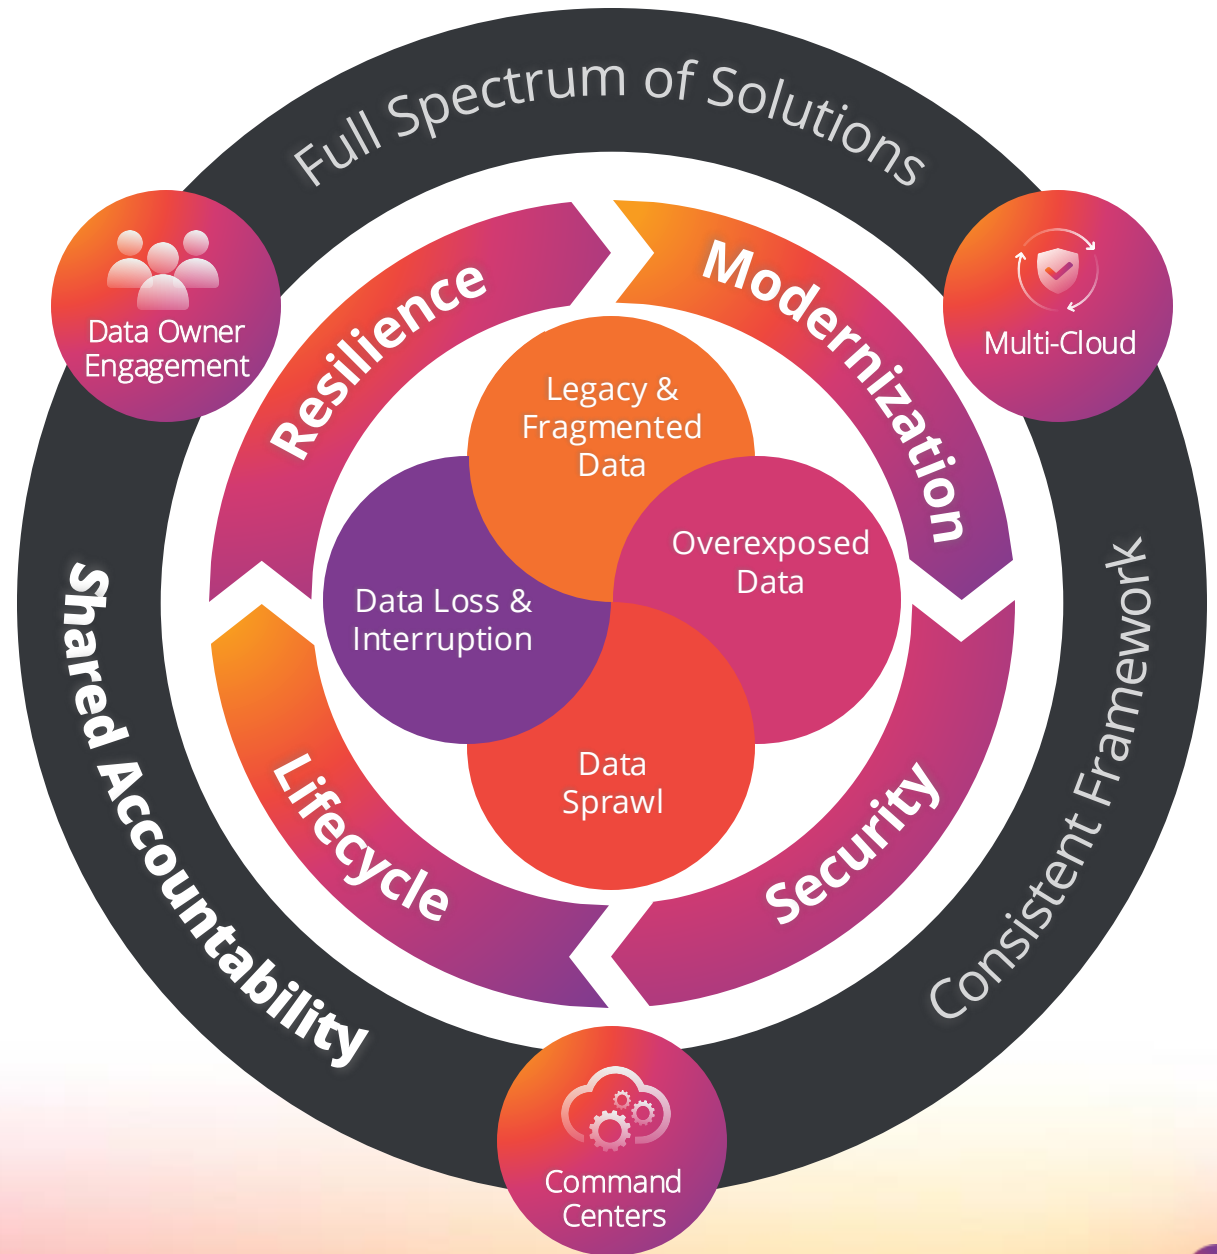 Full Spectrum of Solutions
Data Owner
Engagement
Multi-Cloud
Resilience
Modernization
Legacy &
Fragmented
Data
Overexposed
Data
Data Loss &
Interruption
Data
Sprawl
Lifecycle
Security
Shared Accountability
Consistent Framework
Command
Centers